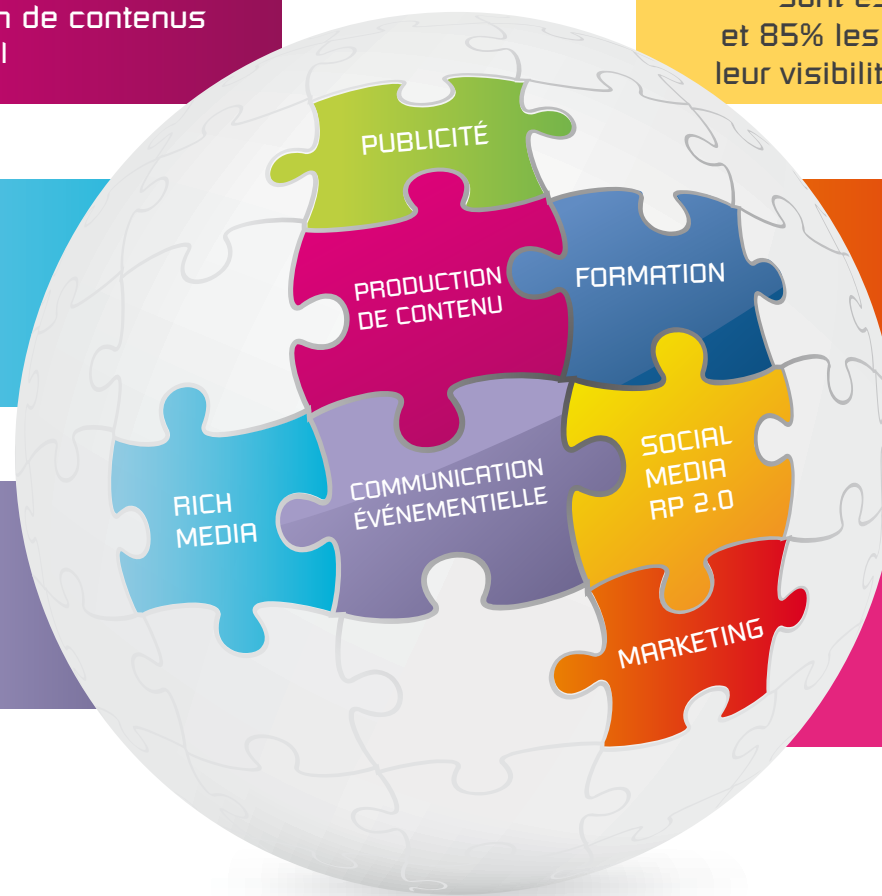 de contenus
sont
et 85% les
leur
PUBLICITÉ
PRODUCTION
DE CONTENU
FORMATION
RICH
MEDIA
COMMUNICATION
ÉVÉNEMENTIELLE
SOCIAL
MEDIA
RP 2.0
MARKETING